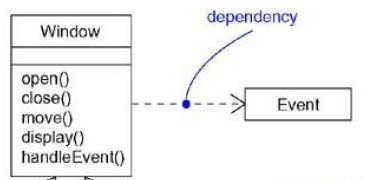 dependency
Window
open()
close()
move()
display()
handleEvent()
Event